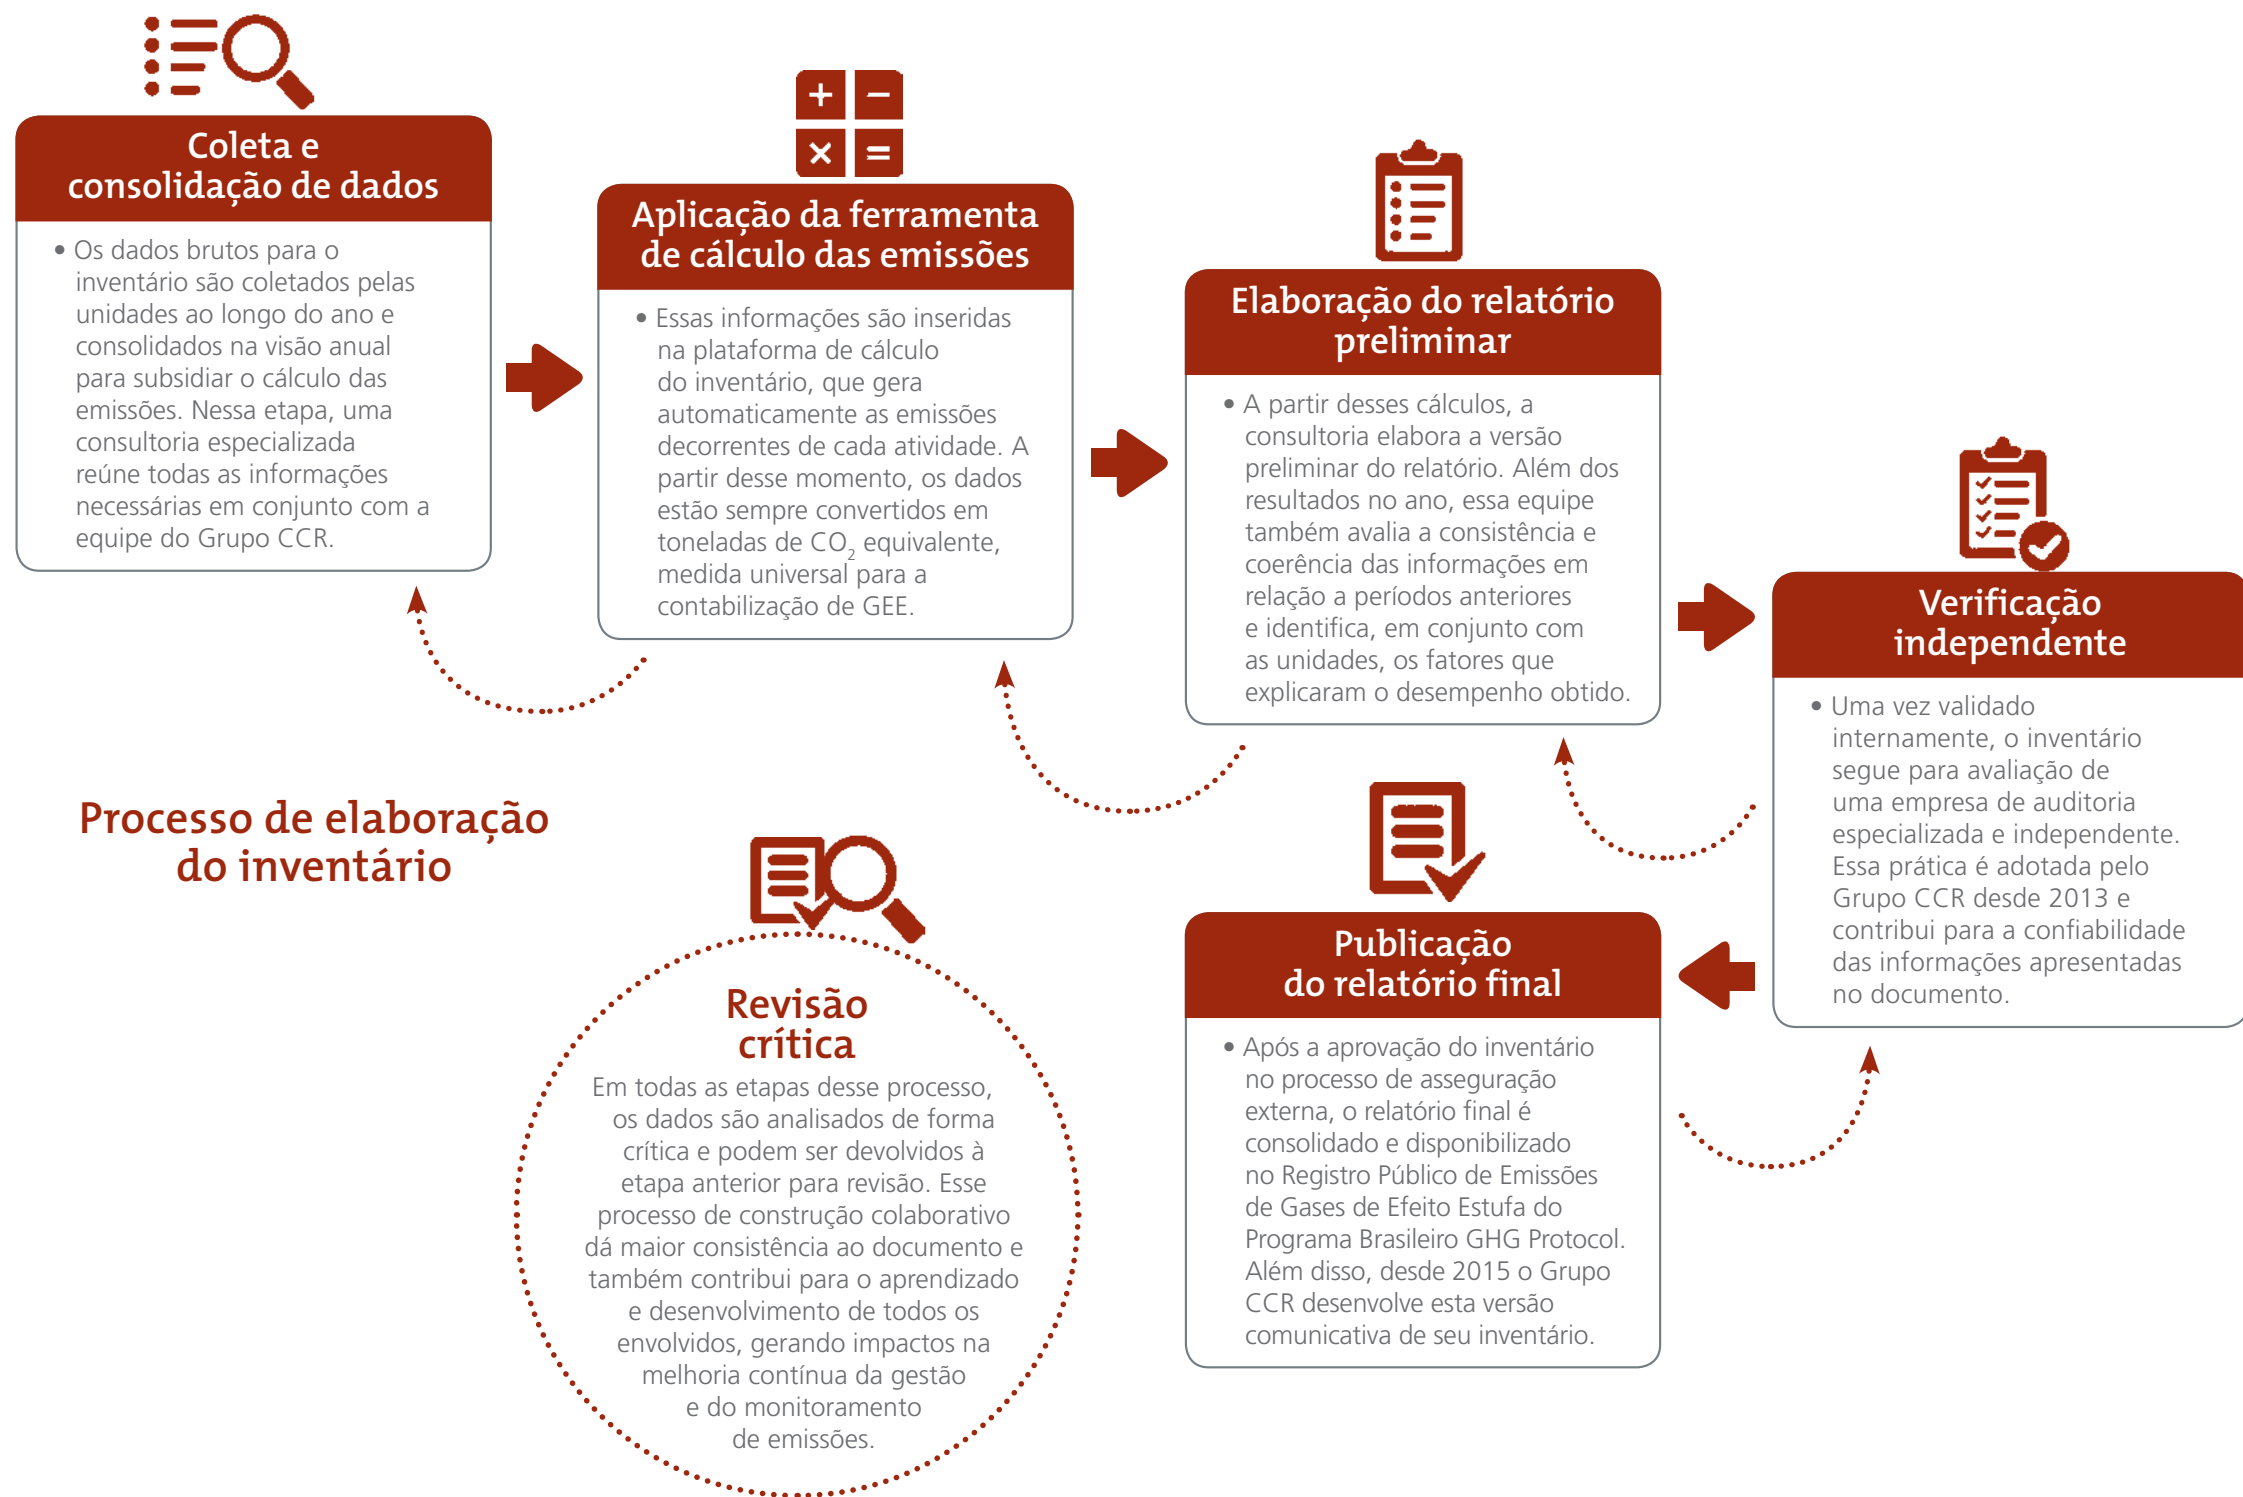 Coleta e
consolidação de dados
• Os dados brutos para o
inventário são coletados pelas
unidades ao longo do ano e
consolidados na visão anual
para subsidiar o cálculo das
emissões. Nessa etapa, uma
consultoria especializada
reúne todas as informações
necessárias em conjunto com a
equipe do Grupo CCR.
Aplicação da ferramenta
de cálculo das emissões
• Essas informações são inseridas
na plataforma de cálculo
do inventário, que gera
automaticamente as emissões
decorrentes de cada atividade. A
partir desse momento, os dados
estão sempre convertidos em
toneladas de CO₂ equivalente,
medida universal para a
contabilização de GEE.
Elaboração do relatório
preliminar
• A partir desses cálculos, a
consultoria elabora a versão
preliminar do relatório. Além dos
resultados no ano, essa equipe
também avalia a consistência e
coerência das informações em
relação a períodos anteriores
e identifica, em conjunto com
as unidades, os fatores que
explicaram o desempenho obtido.
Verificação
independente
• Uma vez validado
internamente, o inventário
segue para avaliação de
uma empresa de auditoria
especializada e independente.
Essa prática é adotada pelo
Grupo CCR desde 2013 e
contribui para a confiabilidade
das informações apresentadas
no documento.
Publicação
do relatório final
• Após a aprovação do inventário
no processo de asseguração
externa, o relatório final é
consolidado e disponibilizado
no Registro Público de Emissões
de Gases de Efeito Estufa do
Programa Brasileiro GHG Protocol.
Além disso, desde 2015 o Grupo
CCR desenvolve esta versão
comunicativa de seu inventário.
Processo de elaboração
do inventário
Revisão
crítica
Em todas as etapas desse processo,
os dados são analisados de forma
crítica e podem ser devolvidos à
etapa anterior para revisão. Esse
processo de construção colaborativo
dá maior consistência ao documento e
também contribui para o aprendizado
e desenvolvimento de todos os
envolvidos, gerando impactos na
melhoria contínua da gestão
e do monitoramento
de emissões.